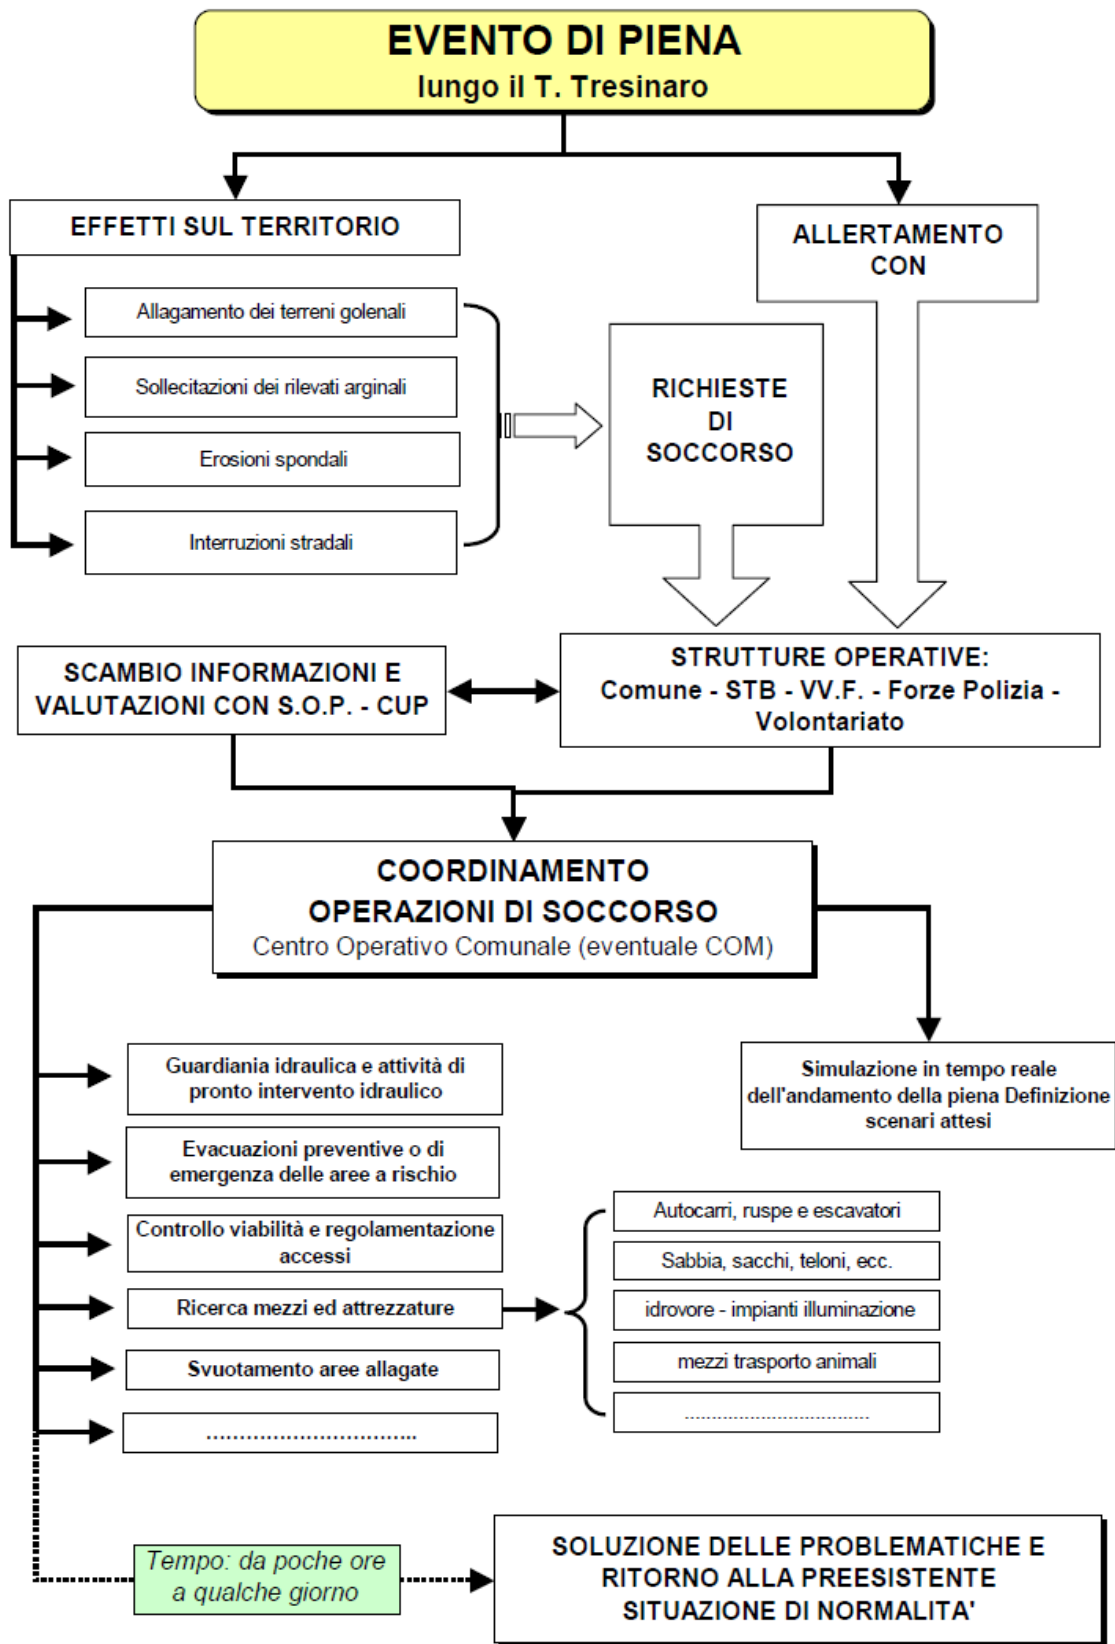 EVENTO DI PIENA
lungo il T. Tresinaro
EFFETTI SUL TERRITORIO
ALLERTAMENTO
CON
Allagamento dei terreni golenali
Sollecitazioni dei rilevati arginali
Erosioni spondali
Interruzioni stradali
RICHIESTE
DI
SOCCORSO
SCAMBIO INFORMAZIONI E
VALUTAZIONI CON S.O.P. - CUP
STRUTTURE OPERATIVE:
Comune - STB - VV.F. - Forze Polizia -
Volontariato
COORDINAMENTO
OPERAZIONI DI SOCCORSO
Centro Operativo Comunale (eventuale COM)
Guardiania idraulica e attività di
pronto intervento idraulico
Evacuazioni preventive o di
emergenza delle aree a rischio
Controllo viabilità e regolamentazione
accessi
Ricerca mezzi ed attrezzature
Svuotamento aree allagate
................................
Simulazione in tempo reale
dell'andamento della piena Definizione
scenari attesi
Autocarri, ruspe e escavatori
Sabbia, sacchi, teloni, ecc.
idrovore - impianti illuminazione
mezzi trasporto animali
..................................
Tempo: da poche ore
a qualche giorno
SOLUZIONE DELLE PROBLEMATICHE E
RITORNO ALLA PREESISTENTE
SITUAZIONE DI NORMALITA'